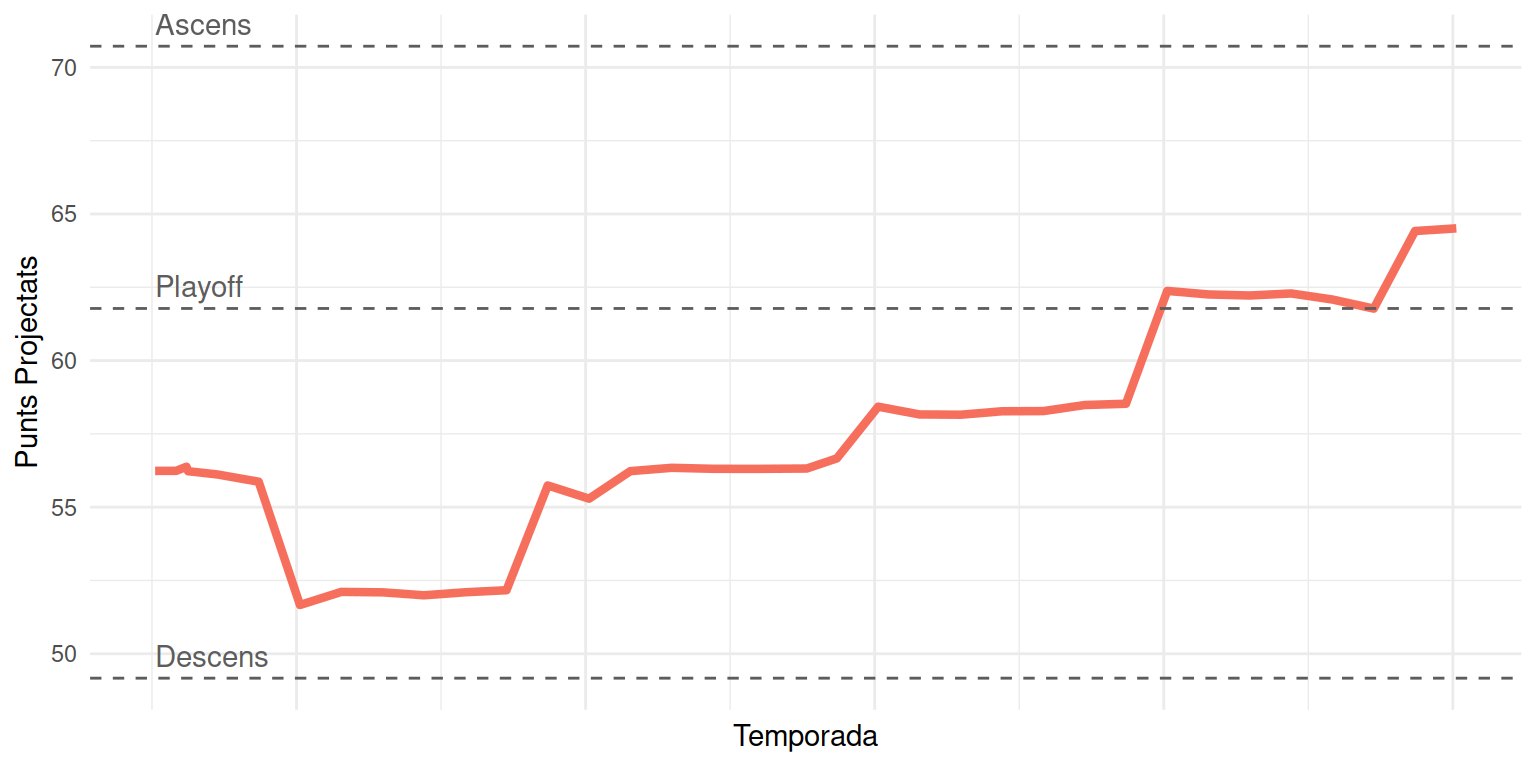 Ascens
70
65
Playoff
60
55
50
Descens
Punts Projectats
Temporada